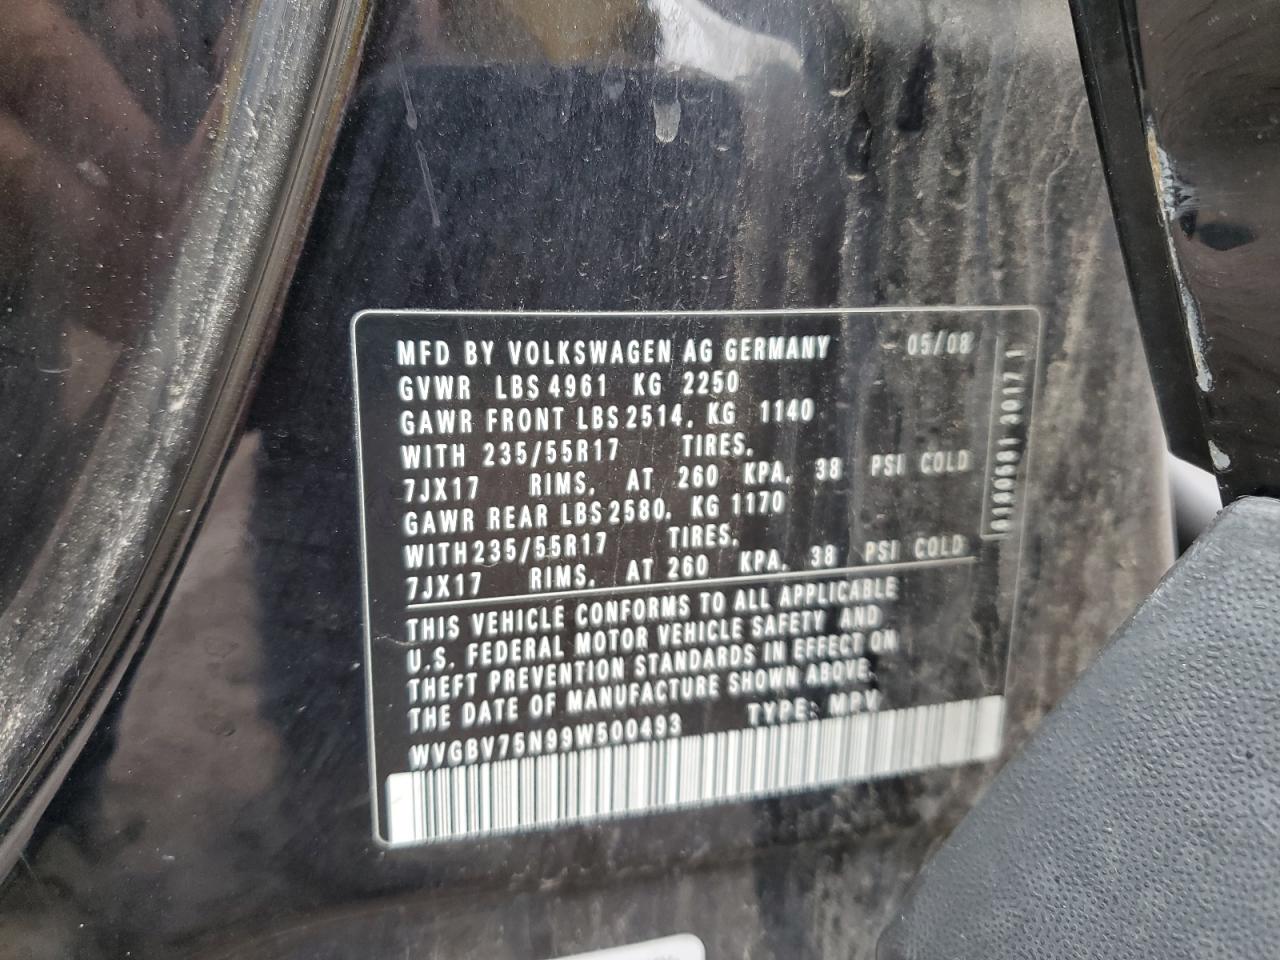 MFD BY VOLKSWAGEN AG GERMANY 05/08
GVWR LBS 4961 KG 2250
GAWR FRONT LBS 2514, KG 1140
WITH 235/55R17 TIRES,
7JX17 RIMS, AT 260 KPA, 38 PSI COLD
GAWR REAR LBS 2580, KG 1170
WITH 235/55R17 TIRES,
7JX17 RIMS, AT 260 KPA, 38 PSI COLD
THIS VEHICLE CONFORMS TO ALL APPLICABLE
U.S. FEDERAL MOTOR VEHICLE SAFETY AND
THEFT PREVENTION STANDARDS IN EFFECT ON
THE DATE OF MANUFACTURE SHOWN ABOVE.
WVGBV75N99W500493 TYPE: MPV
2017 1